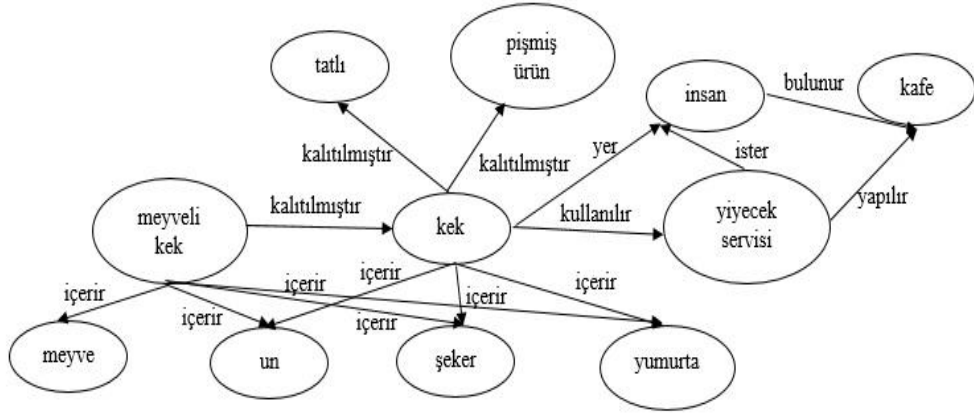 tatlı
pişmiş
ürün
insan
bulunur
kafe
kalıtılmıştır
kalıtılmıştır
yer
ister
meyveli
kek
kalıtılmıştır
kek
kullanılır
yiyecek
servisi
yapılır
içerir
içerir
içerir
içerir
içerir
içerir
içerir
meyve
un
şeker
yumurta